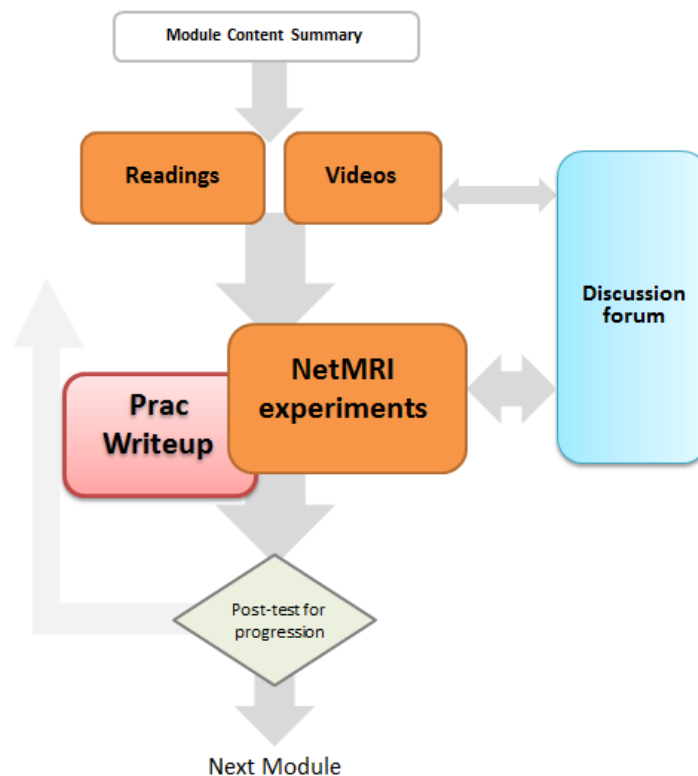 Module Content Summary
Readings
Videos
Discussion
forum
NetMRI
experiments
Prac
Writeup
Post-test for
progression
Next Module